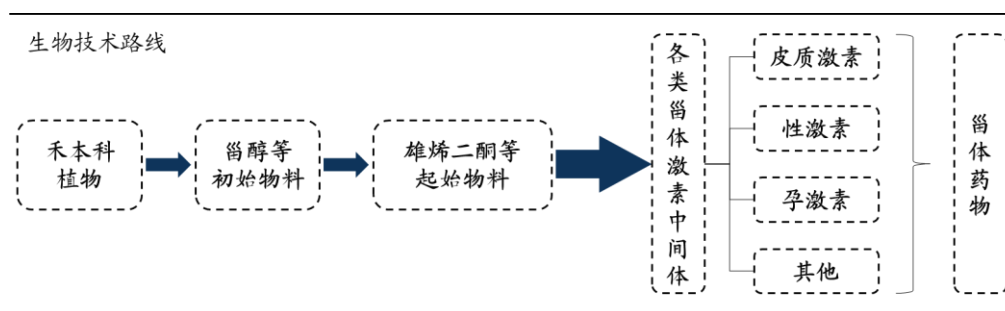 生物技术路线
禾本科
植物
甾醇等
初始物料
雄烯二酮等
起始物料
各类甾体激素中间体
皮质激素
性激素
孕激素
其他
甾体药物